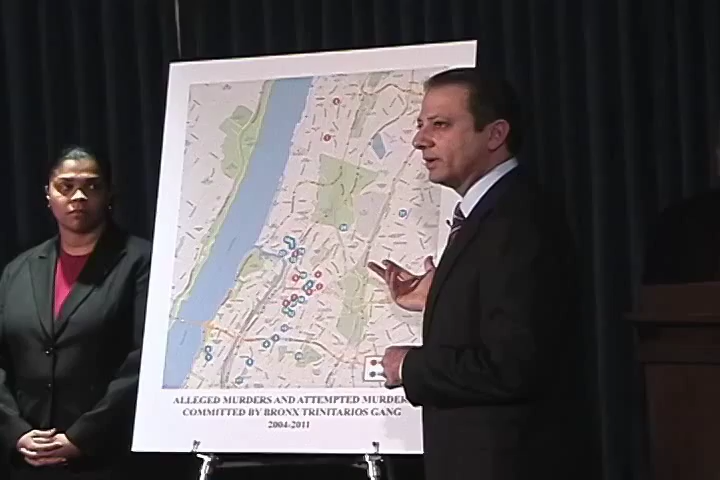 ALLEGED MURDERS AND ATTEMPTED MURDER
COMMITTED BY BRONX TRINITARIOS GANG
2004-2011